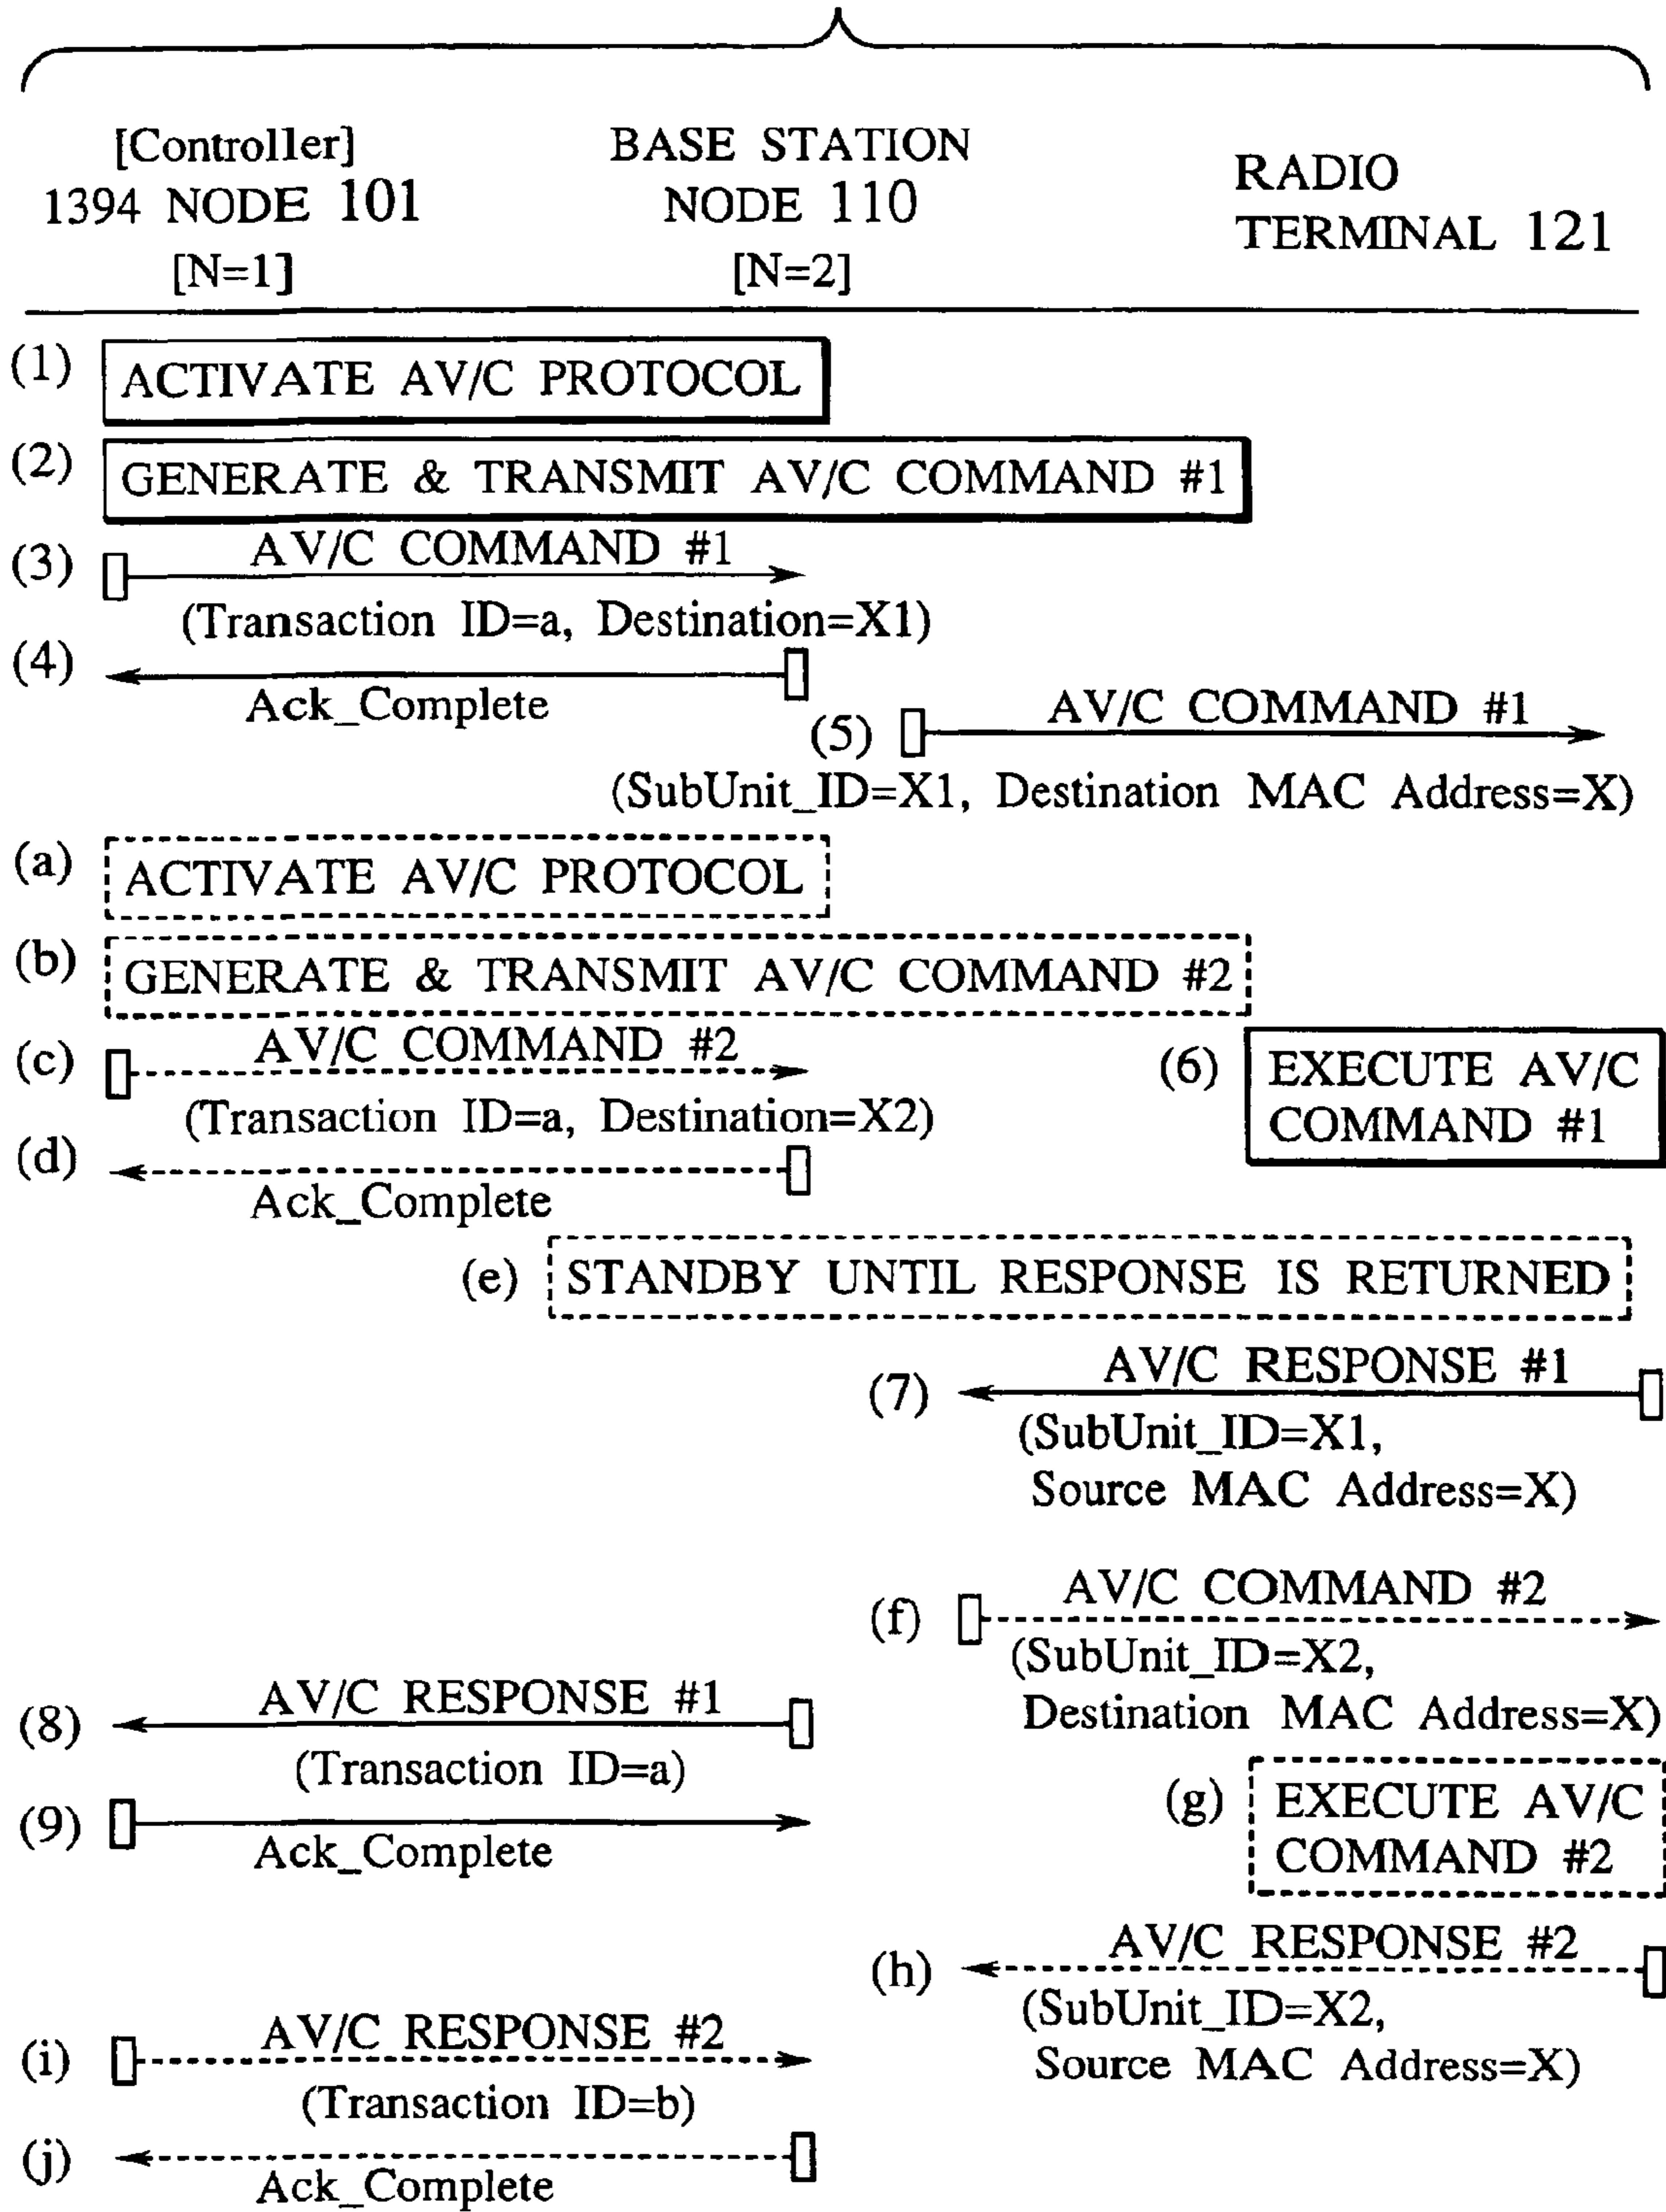 [Controller]
1394 NODE 101
[N=1]
BASE STATION
NODE 110
[N=2]
RADIO
TERMINAL 121
(1) ACTIVATE AV/C PROTOCOL
(2) GENERATE & TRANSMIT AV/C COMMAND #1
(3) AV/C COMMAND #1
(Transaction ID=a, Destination=X1)
(4) Ack_Complete
(5) AV/C COMMAND #1
(SubUnit_ID=X1, Destination MAC Address=X)
(a) ACTIVATE AV/C PROTOCOL
(b) GENERATE & TRANSMIT AV/C COMMAND #2
(c) AV/C COMMAND #2
(Transaction ID=a, Destination=X2)
(6) EXECUTE AV/C
COMMAND #1
(d) Ack_Complete
(e) STANDBY UNTIL RESPONSE IS RETURNED
(7) AV/C RESPONSE #1
(SubUnit_ID=X1,
Source MAC Address=X)
(f) AV/C COMMAND #2
(SubUnit_ID=X2,
Destination MAC Address=X)
(8) AV/C RESPONSE #1
(Transaction ID=a)
(9) Ack_Complete
(g) EXECUTE AV/C
COMMAND #2
(h) AV/C RESPONSE #2
(SubUnit_ID=X2,
Source MAC Address=X)
(i) AV/C RESPONSE #2
(Transaction ID=b)
(j) Ack_Complete